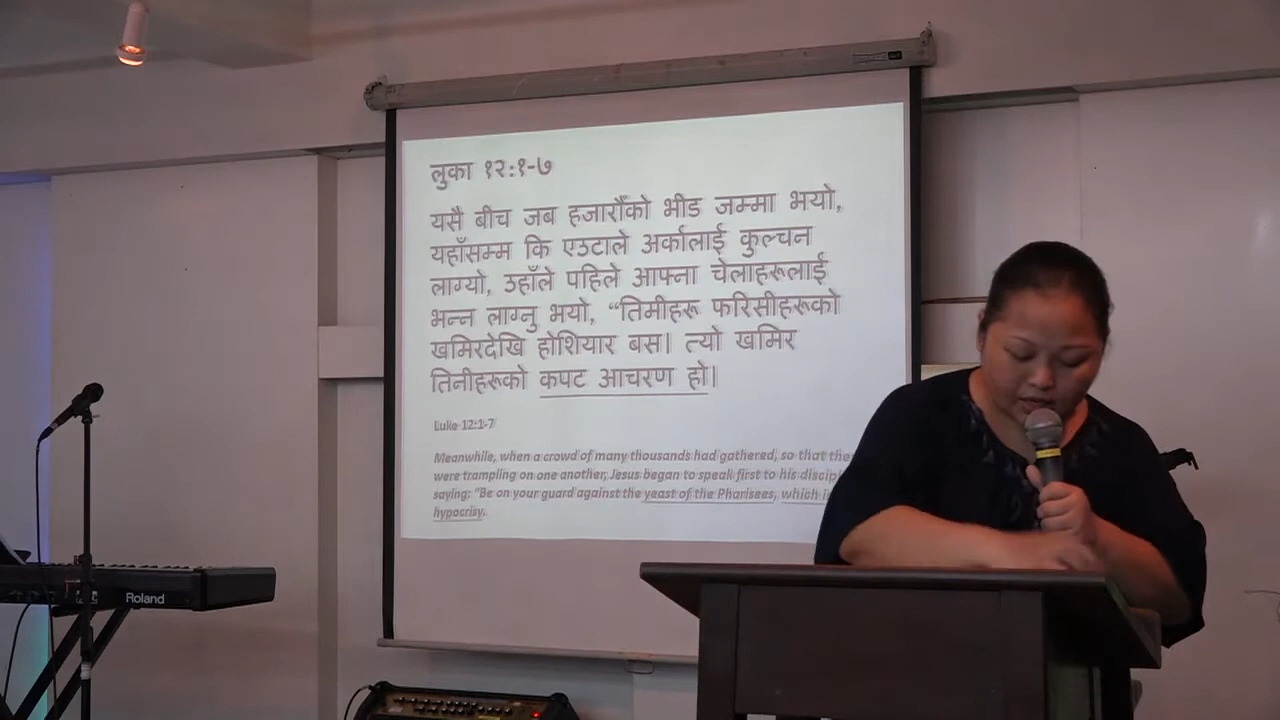 लुका १२:१-७
यसै बीच जब हजारौँको भीड जम्मा भयो,
यहाँसम्म कि एउटाले अर्कालाई कुल्चन
लाग्यो, उहाँले पहिले आफ्ना चेलाहरूलाई
भन्न लाग्नु भयो, “तिमीहरू फरिसीहरूको
खमिरदेखि होशियार बस। त्यो खमिर
तिनीहरूको कपट आचरण हो।
Luke 12:1-7
Meanwhile, when a crowd of many thousands had gathered, so that
were trampling on one another, Jesus began to speak first to his
saying: “Be on your guard against the yeast of the Pharisees, which
hypocrisy.
Roland